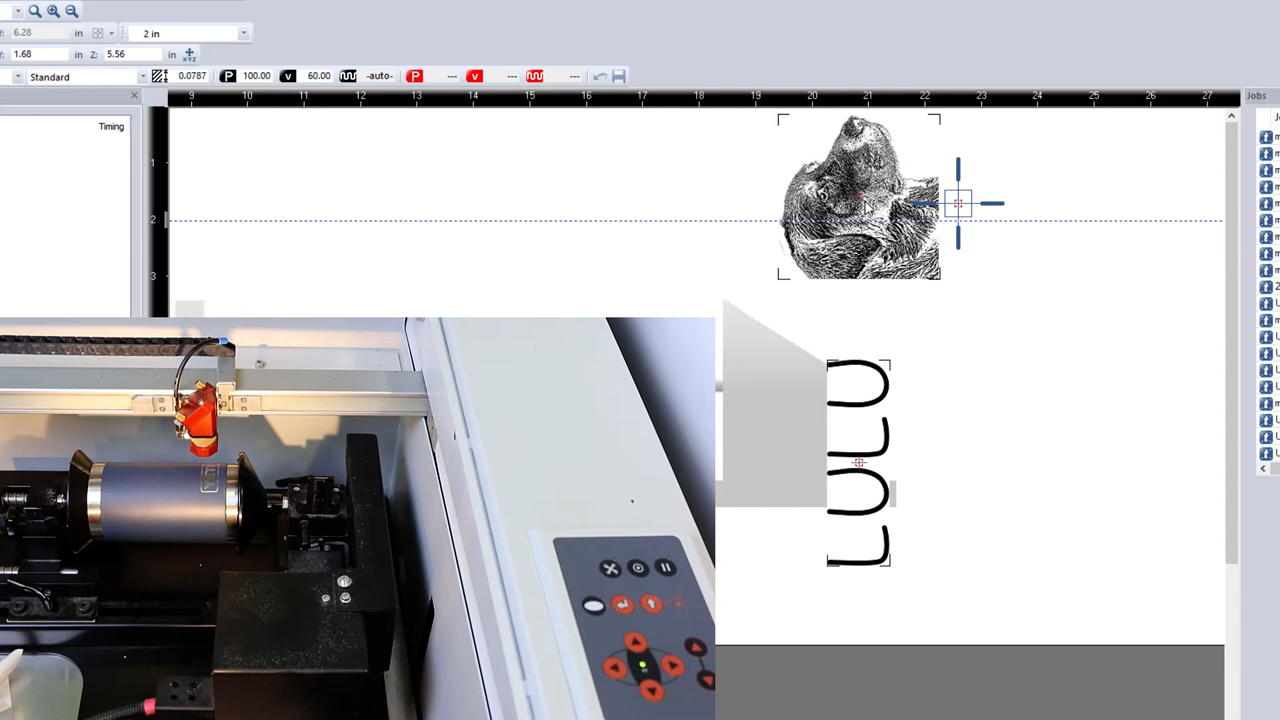 6.28 in 2 in
1.68 in Z: 5.56 in
Standard 0.0787 P 100.00 v 60.00 -auto- P --- v --- ---
9 10 11 12 13 14 15 16 17 18 19 20 21 22 23 24 25 26 27
Jobs
Timing
1
2
3
LULU
YETI